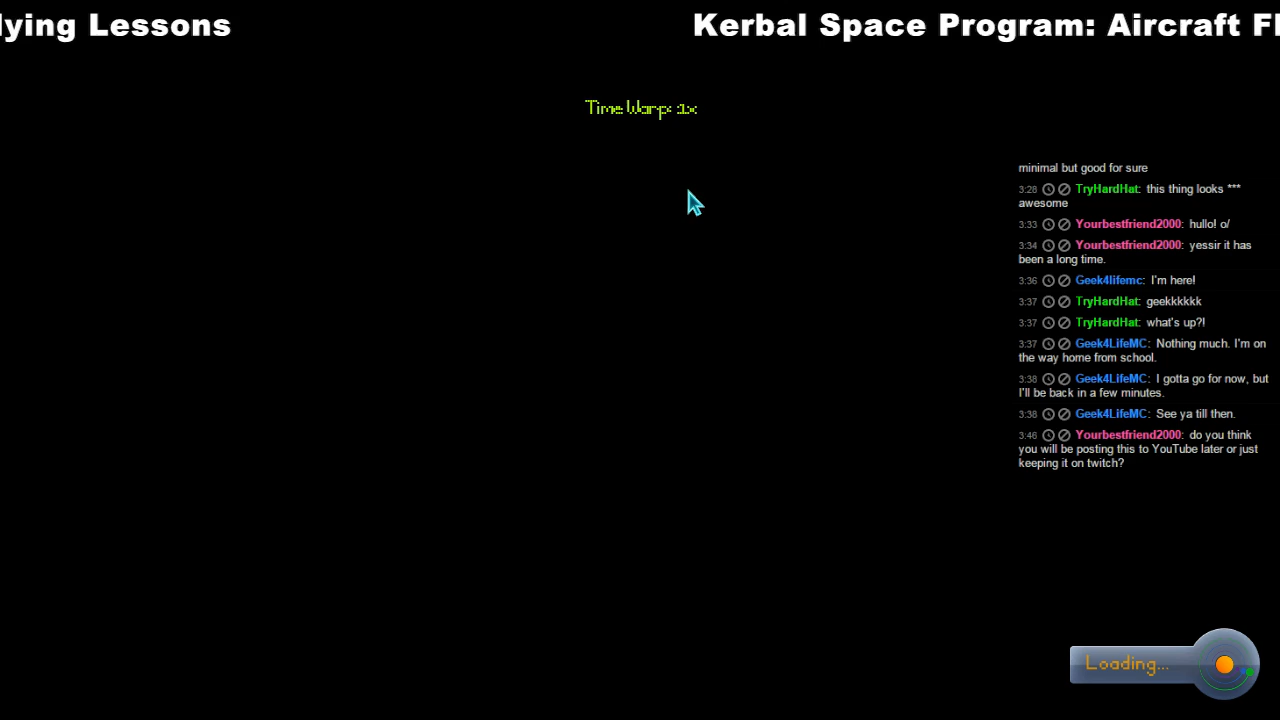 lying Lessons
Kerbal Space Program: Aircraft Fl
Time Warp: 1x
minimal but good for sure
3:28 TryHardHat: this thing looks ***
awesome
3:33 Yourbestfriend2000: hullo! o/
3:34 Yourbestfriend2000: yessir it has
been a long time.
3:36 Geek4lifemc: I'm here!
3:37 TryHardHat: geekkkkkk
3:37 TryHardHat: what's up?!
3:37 Geek4LifeMC: Nothing much. I'm on
the way home from school.
3:38 Geek4LifeMC: I gotta go for now, but
I'll be back in a few minutes.
3:38 Geek4LifeMC: See ya till then.
3:46 Yourbestfriend2000: do you think
you will be posting this to YouTube later or just
keeping it on twitch?
Loading...